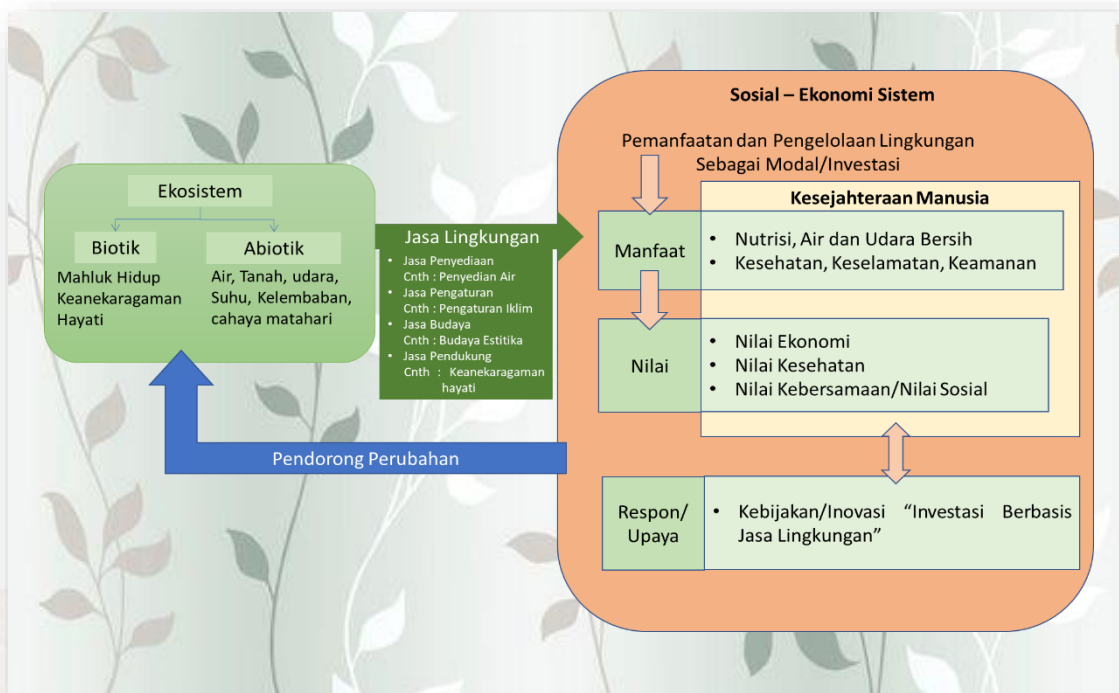 Ekosistem
Biotik
Mahluk Hidup
Keanekaragaman
Hayati
Abiotik
Air, Tanah, udara,
Suhu, Kelembaban,
cahaya matahari
Jasa Lingkungan
• Jasa Penyediaan
Cnth : Penyedian Air
• Jasa Pengaturan
Cnth : Pengaturan Iklim
• Jasa Budaya
Cnth : Budaya Estitika
• Jasa Pendukung
Cnth : Keanekaragaman
hayati
Pendorong Perubahan
Sosial – Ekonomi Sistem
Pemanfaatan dan Pengelolaan Lingkungan
Sebagai Modal/Investasi
Kesejahteraan Manusia
Manfaat
• Nutrisi, Air dan Udara Bersih
• Kesehatan, Keselamatan, Keamanan
Nilai
• Nilai Ekonomi
• Nilai Kesehatan
• Nilai Kebersamaan/Nilai Sosial
Respon/
Upaya
• Kebijakan/Inovasi “Investasi Berbasis
Jasa Lingkungan”